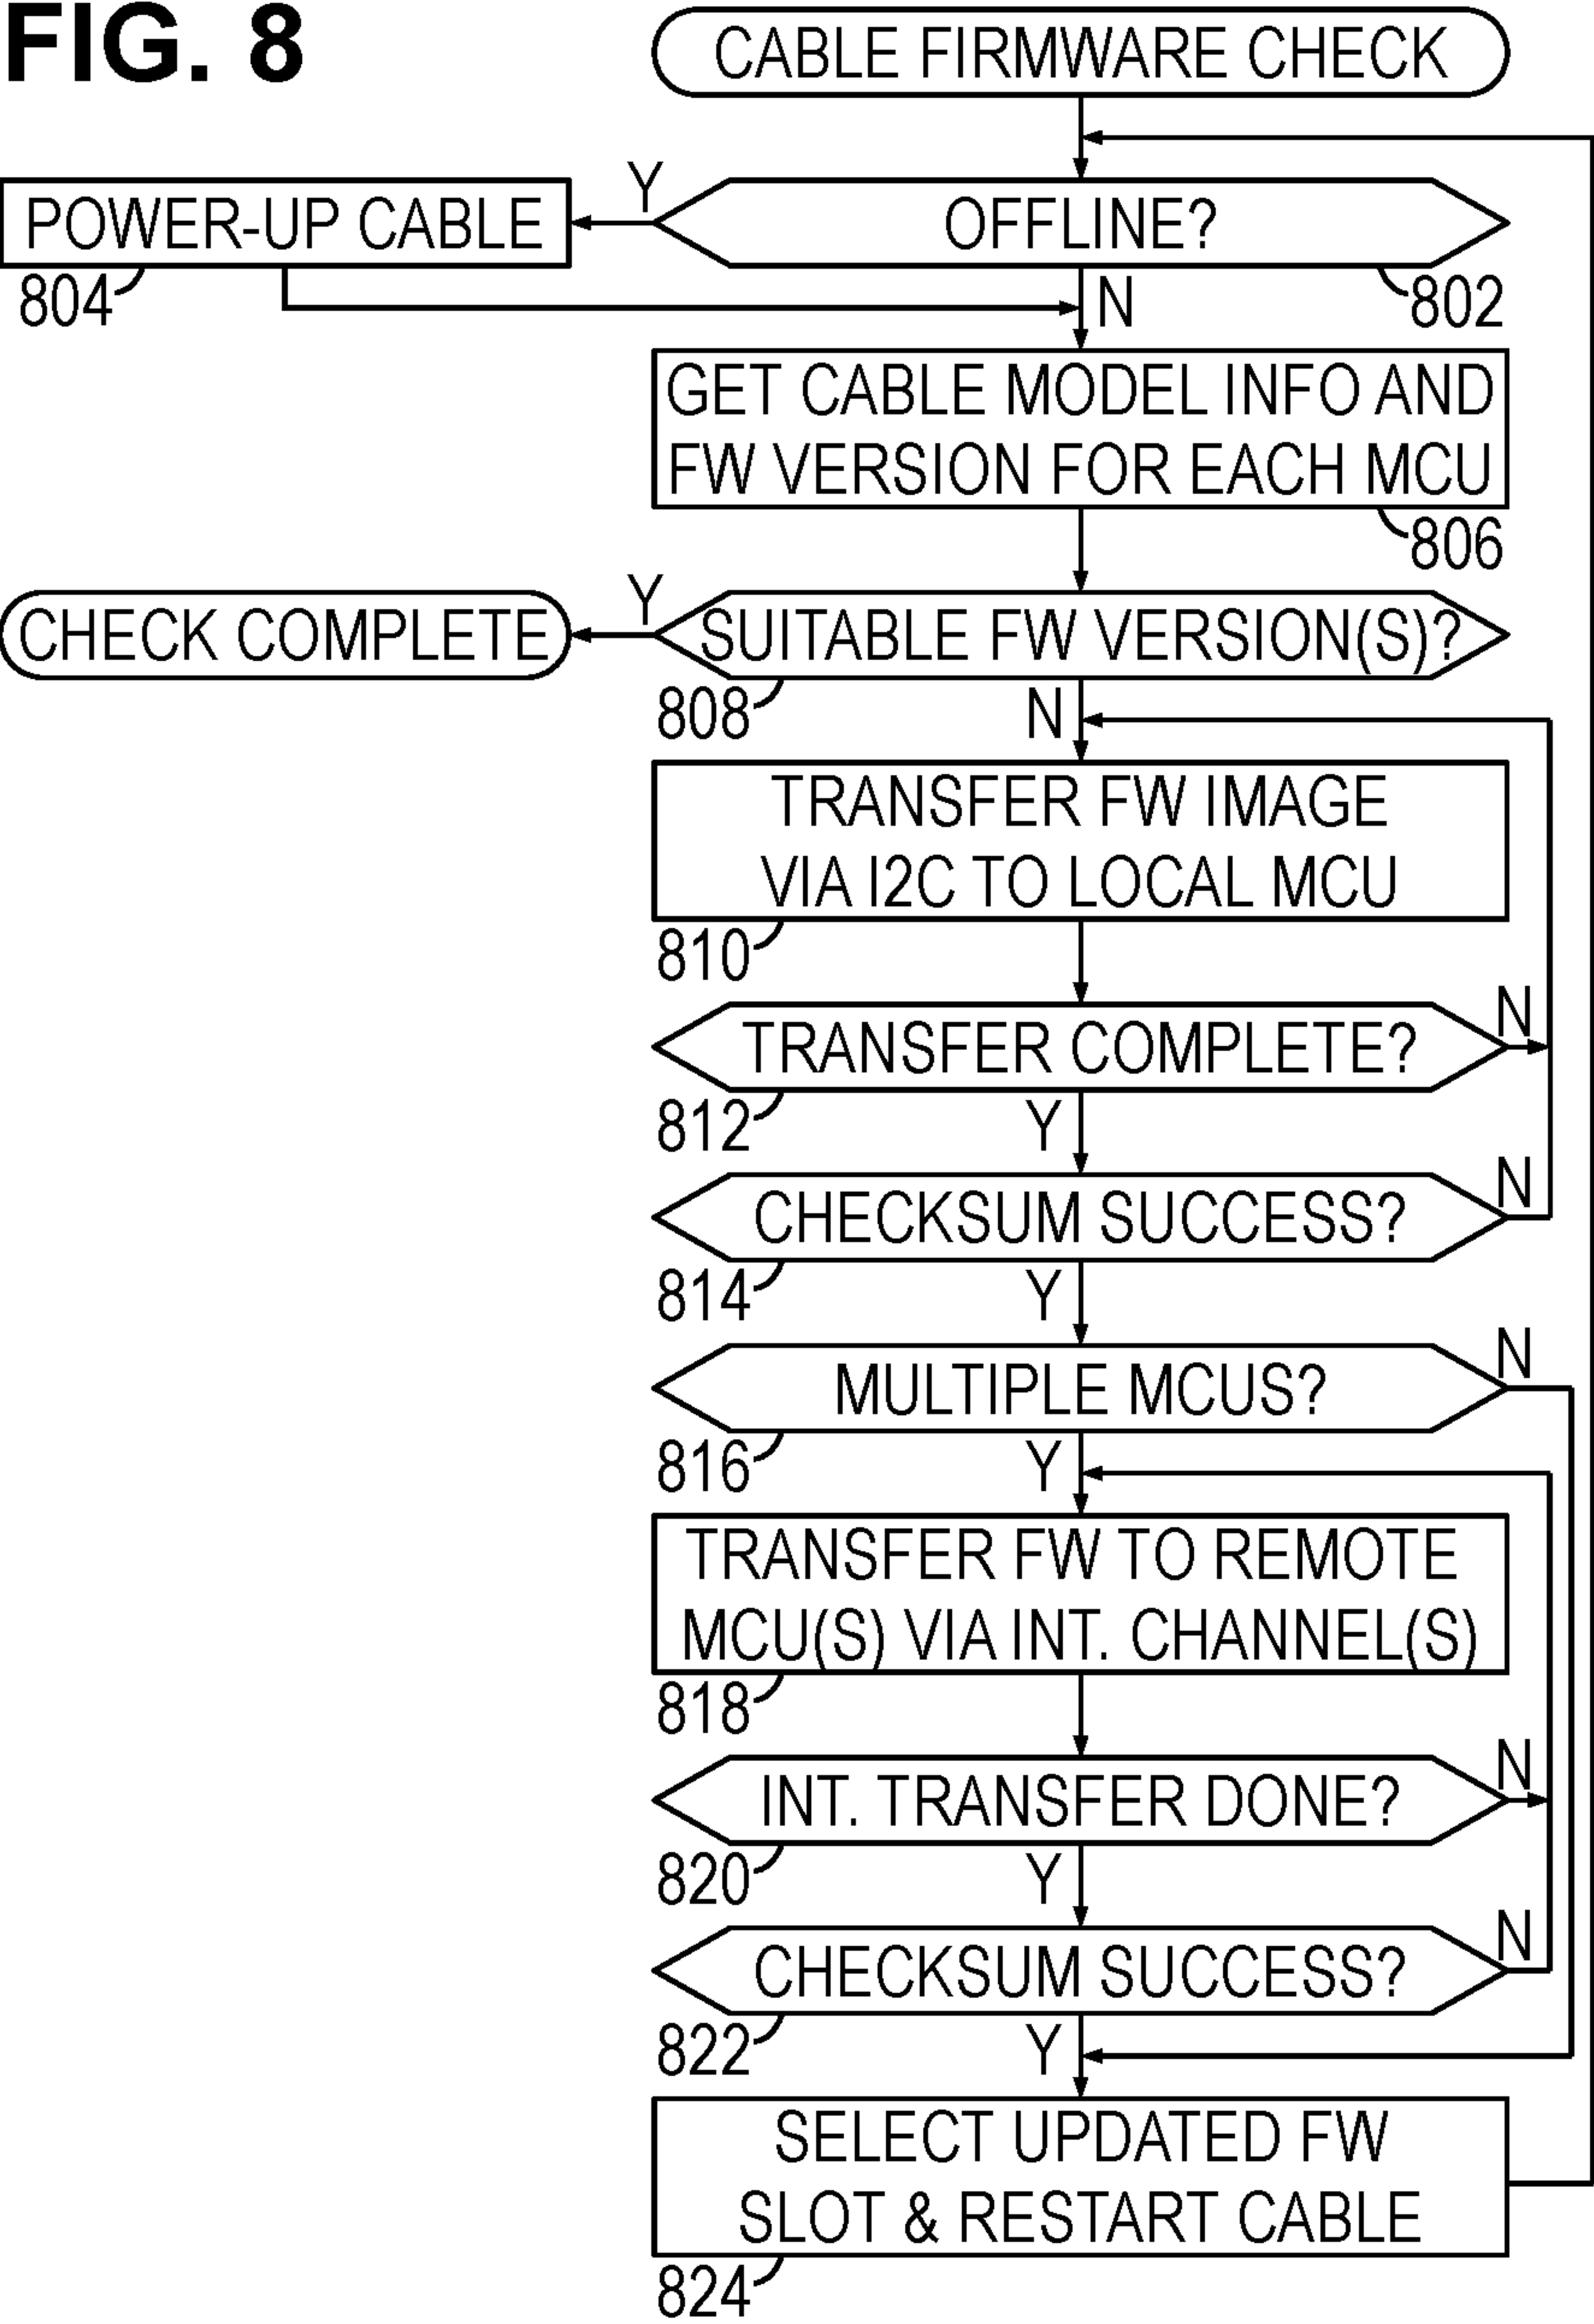 FIG. 8
CABLE FIRMWARE CHECK
Y
POWER-UP CABLE
OFFLINE?
804
N
802
GET CABLE MODEL INFO AND
FW VERSION FOR EACH MCU
806
Y
CHECK COMPLETE
SUITABLE FW VERSION(S)?
808
N
TRANSFER FW IMAGE
VIA I2C TO LOCAL MCU
810
N
TRANSFER COMPLETE?
812
Y
N
CHECKSUM SUCCESS?
814
Y
N
MULTIPLE MCUS?
816
Y
TRANSFER FW TO REMOTE
MCU(S) VIA INT. CHANNEL(S)
818
N
INT. TRANSFER DONE?
820
Y
N
CHECKSUM SUCCESS?
822
Y
SELECT UPDATED FW
SLOT & RESTART CABLE
824